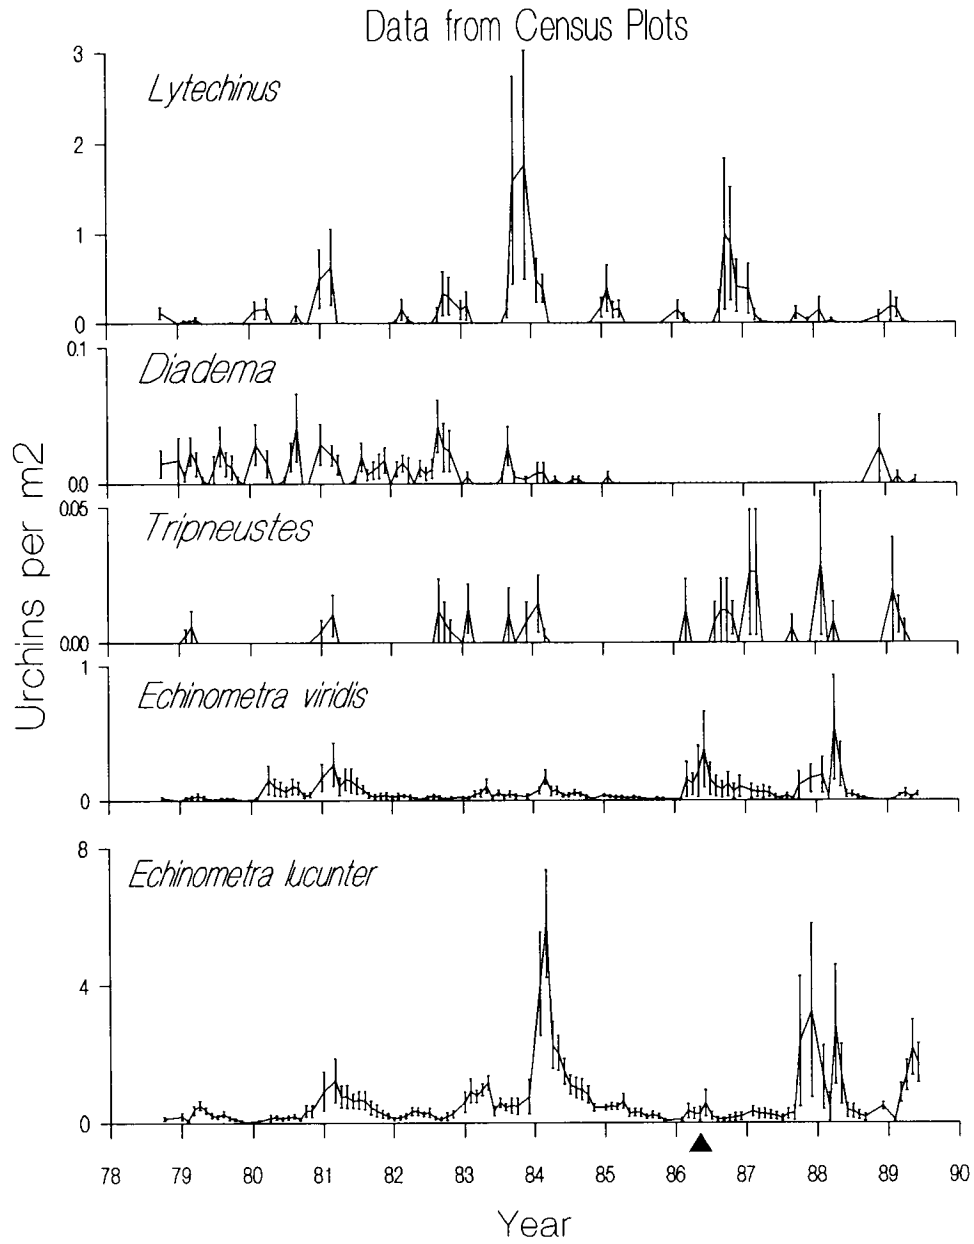 Data from Census Plots
3
Lytechinus
2
1
0
0.1
Diadema
0.0
0.05
Tripneustes
0.00
1
Echinometra viridis
0
8
Echinometra lucunter
4
0
Urchins per m2
78 79 80 81 82 83 84 85 86 87 88 89 90
Year